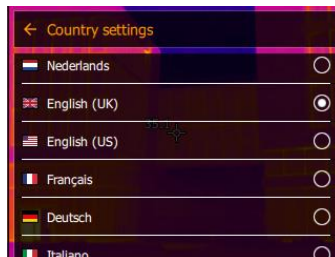 Country settings
Nederlands
English (UK)
English (US)
Français
Deutsch
Italiano